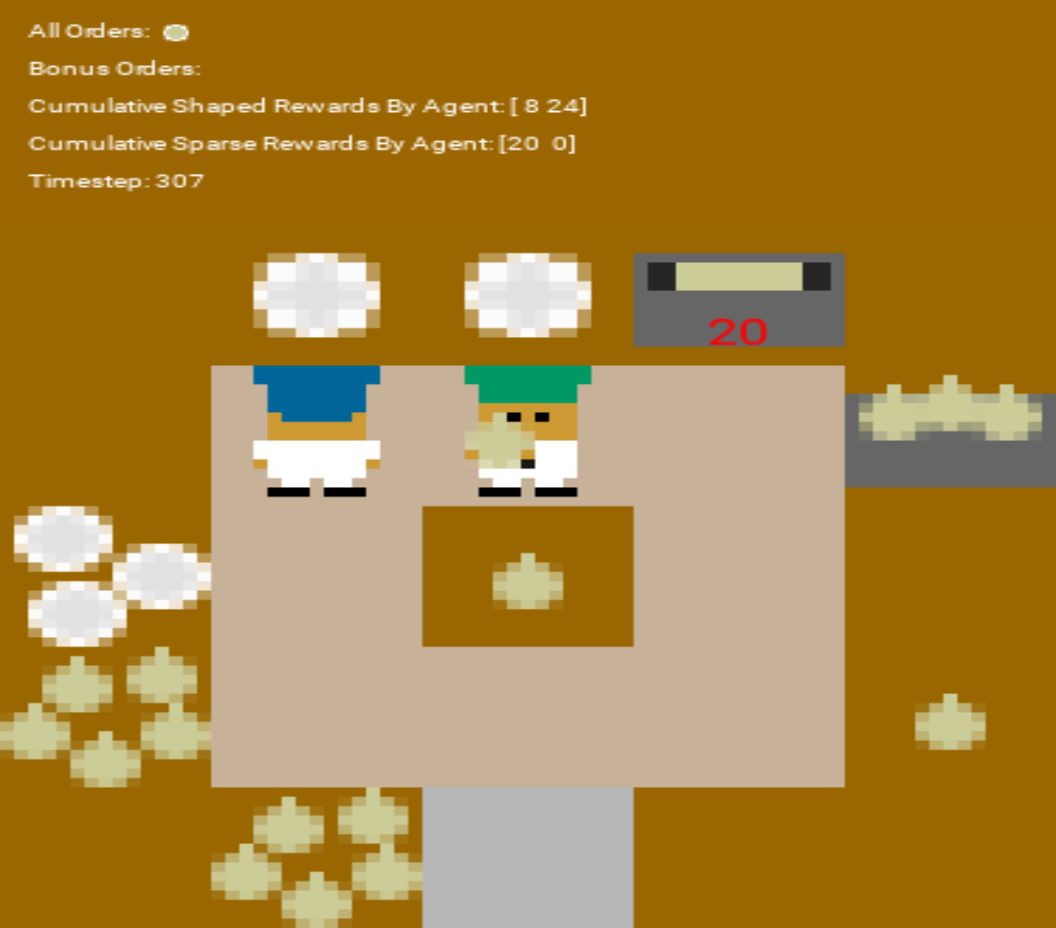 All Orders:
Bonus Orders:
Cumulative Shaped Rewards By Agent: [ 8 24]
Cumulative Sparse Rewards By Agent: [20  0]
Timestep: 307
20